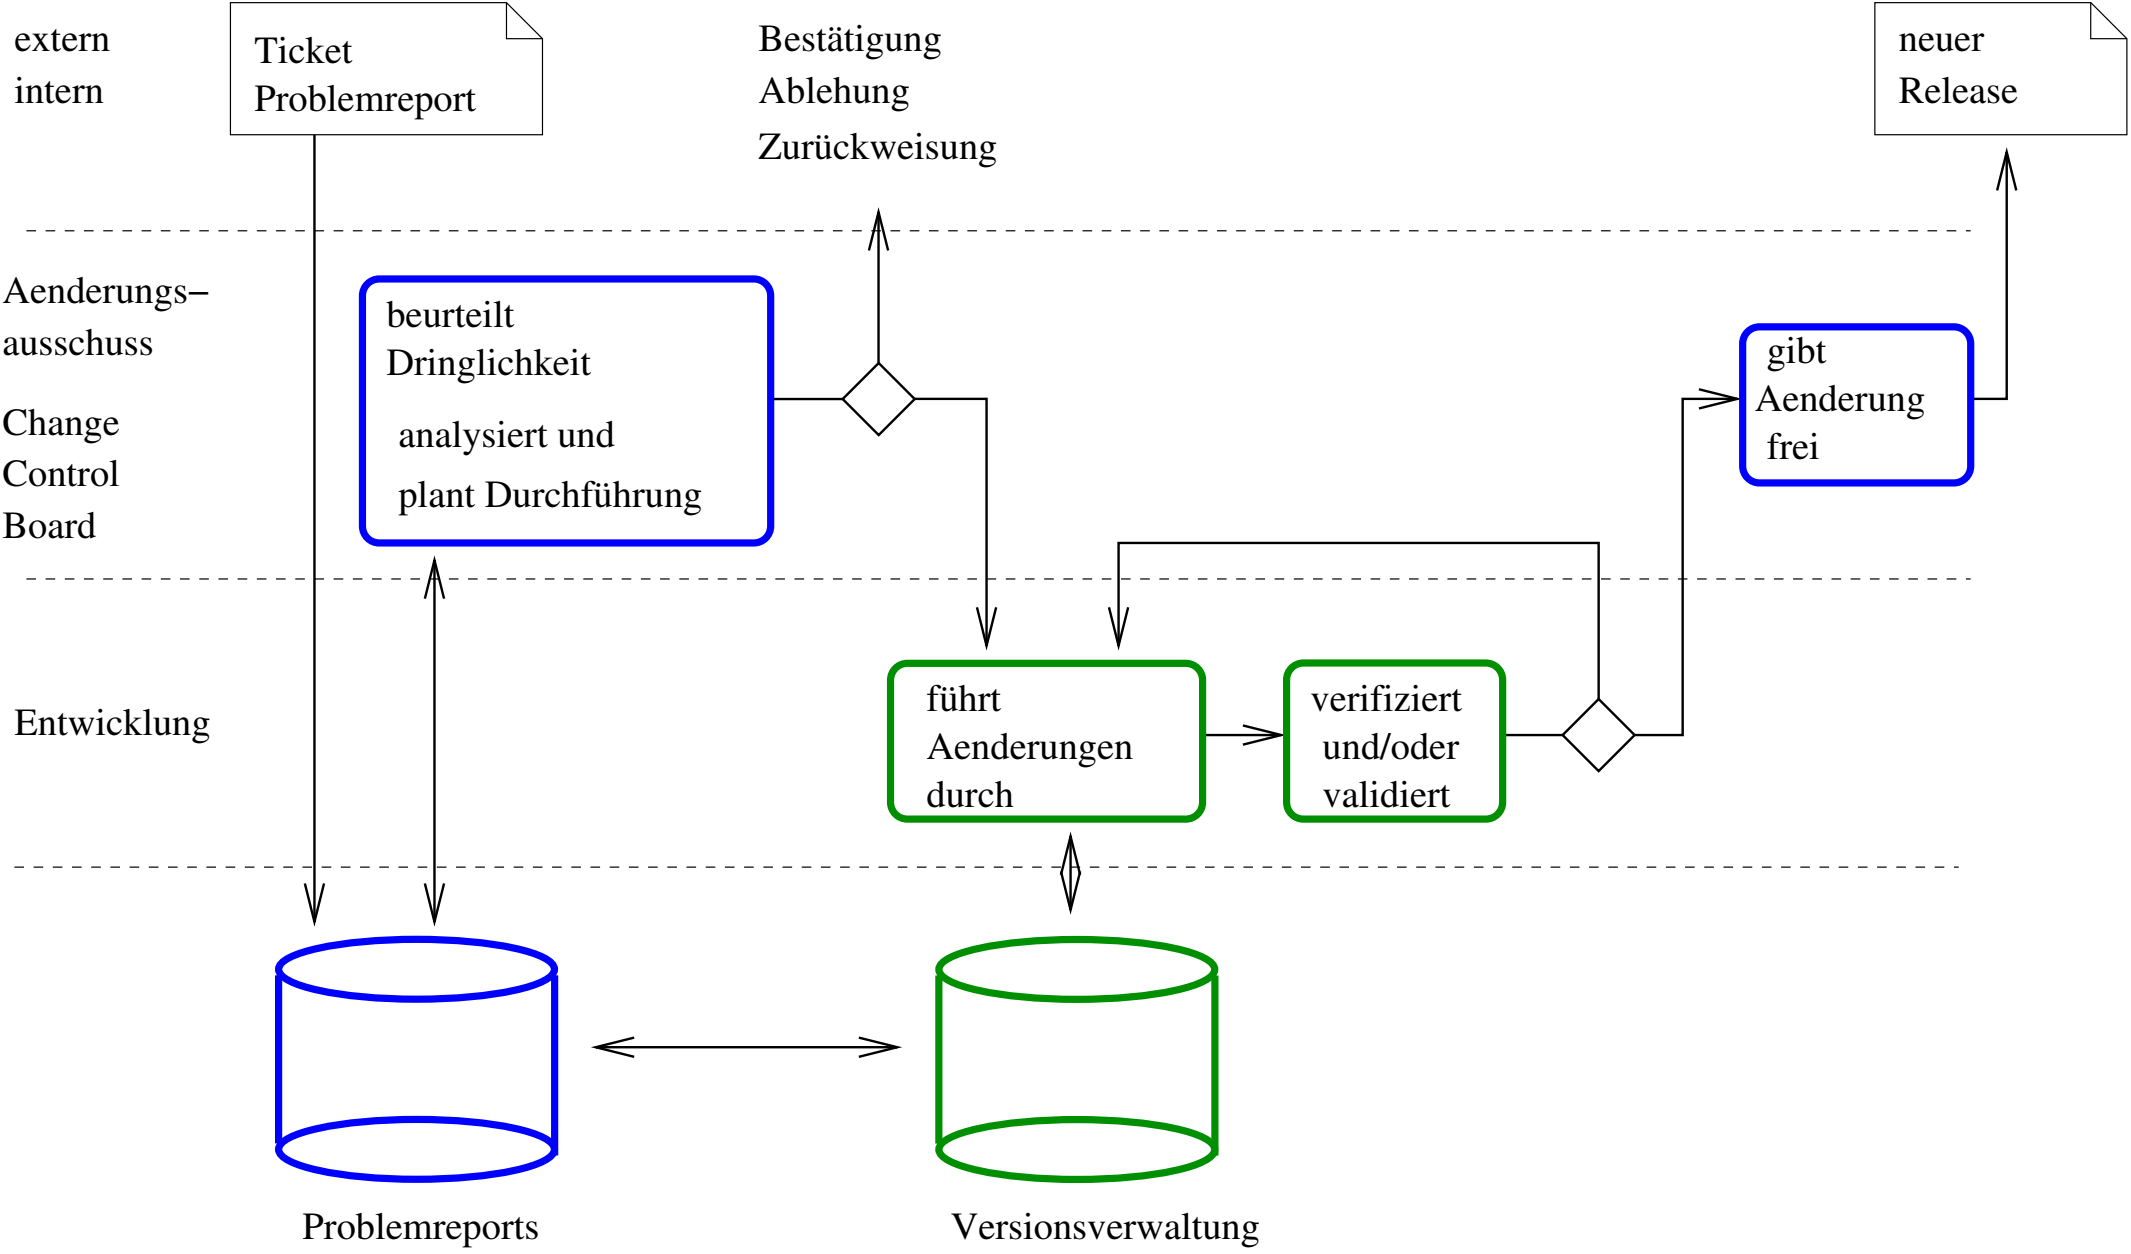 extern
intern
Ticket
Problemreport
Bestätigung
Ablehung
Zurückweisung
neuer
Release
Aenderungs–
ausschuss
Change
Control
Board
beurteilt
Dringlichkeit
analysiert und
plant Durchführung
gibt
Aenderung
frei
Entwicklung
führt
Aenderungen
durch
verifiziert
und/oder
validiert
Problemreports
Versionsverwaltung